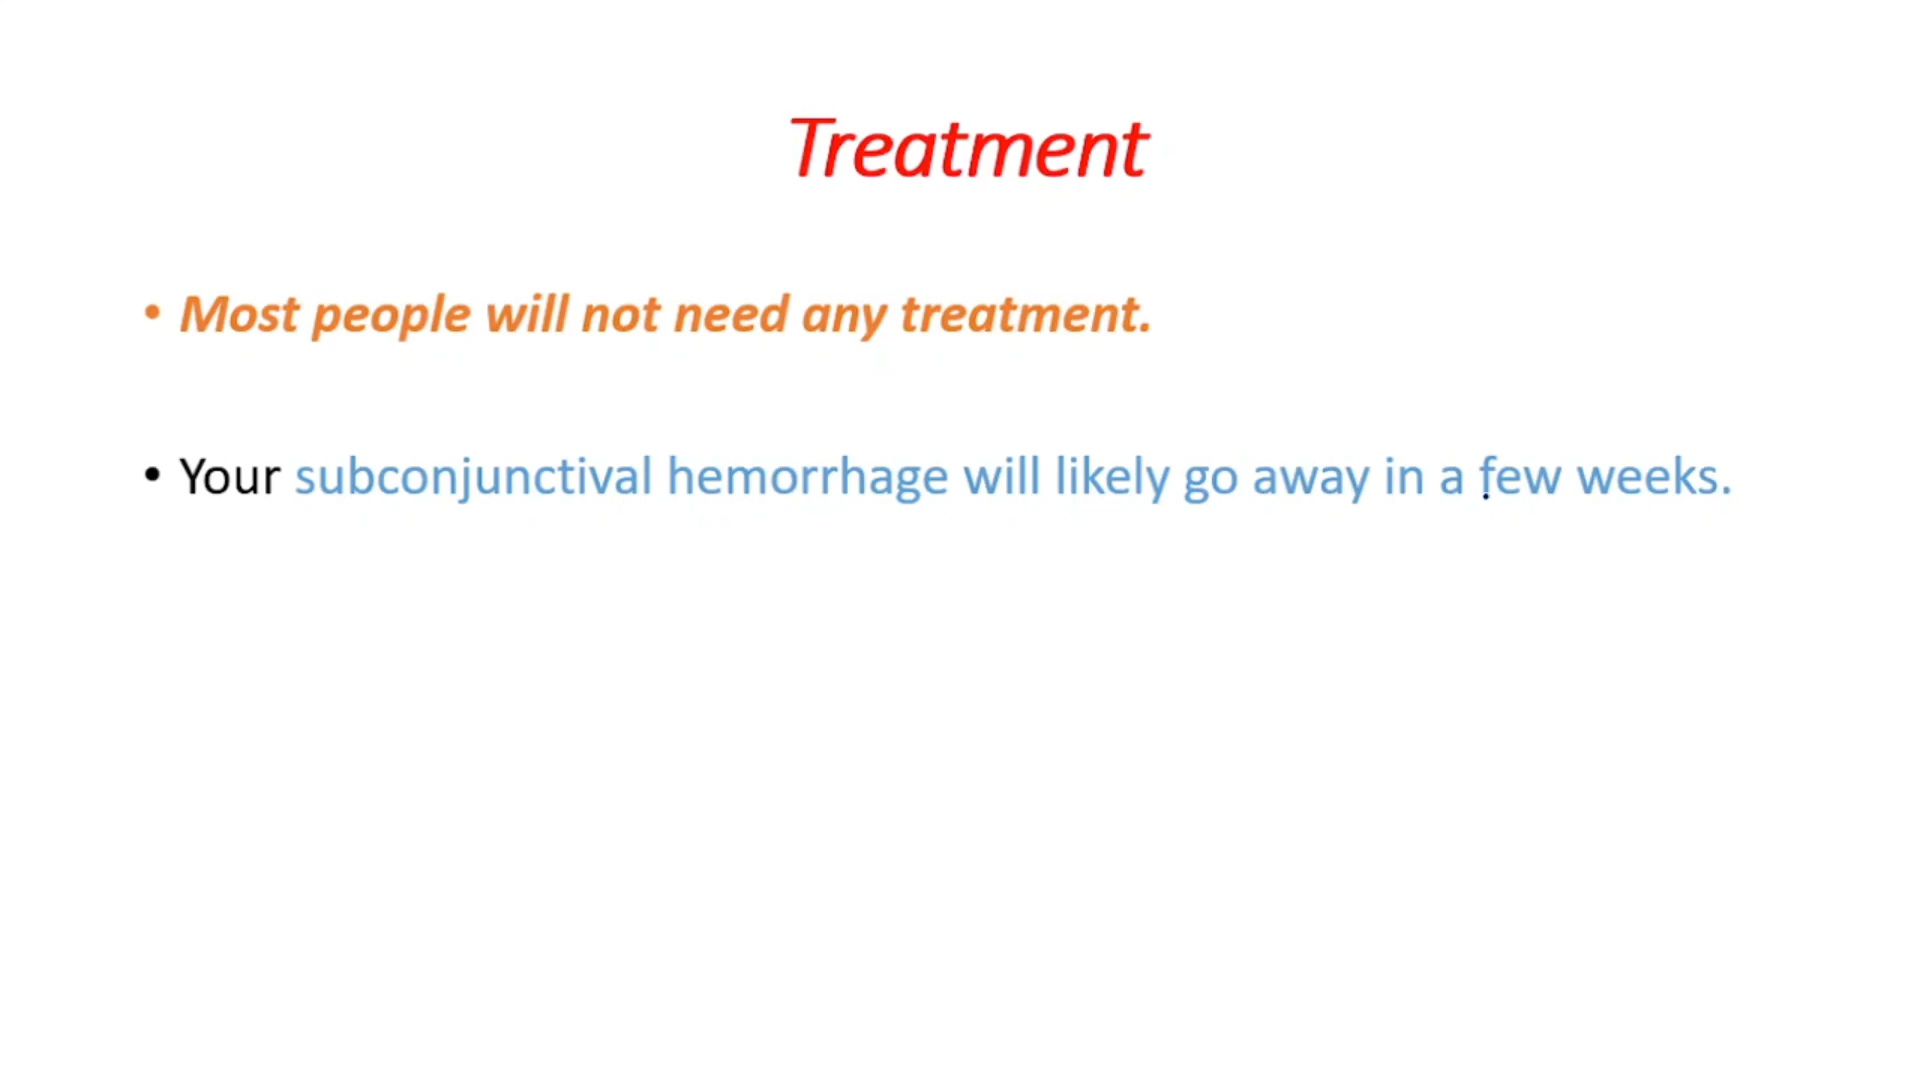 Treatment
• Most people will not need any treatment.
• Your subconjunctival hemorrhage will likely go away in a few weeks.